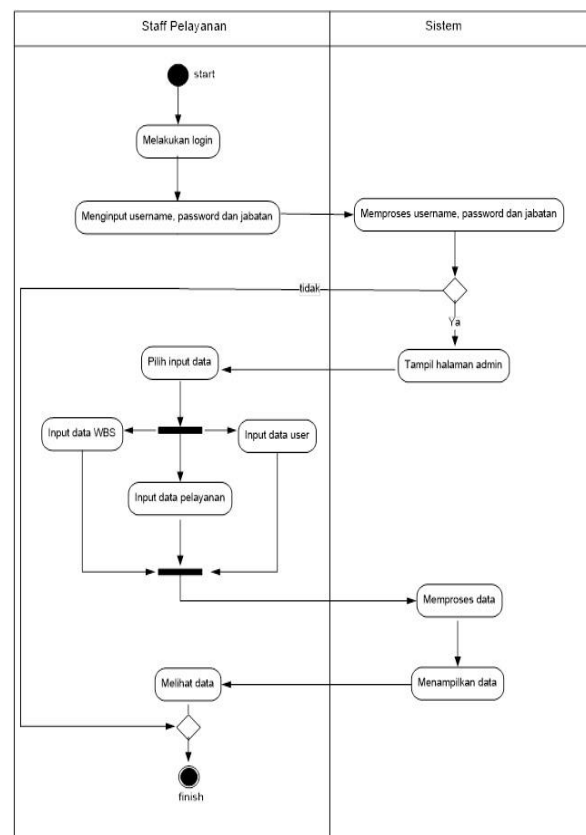 Staff Pelayanan
Sistem
start
Melakukan login
Menginput username, password dan jabatan
Memproses username, password dan jabatan
tidak
Ya
Tampil halaman admin
Pilih input data
Input data WBS
Input data user
Input data pelayanan
Memproses data
Menampilkan data
Melihat data
finish